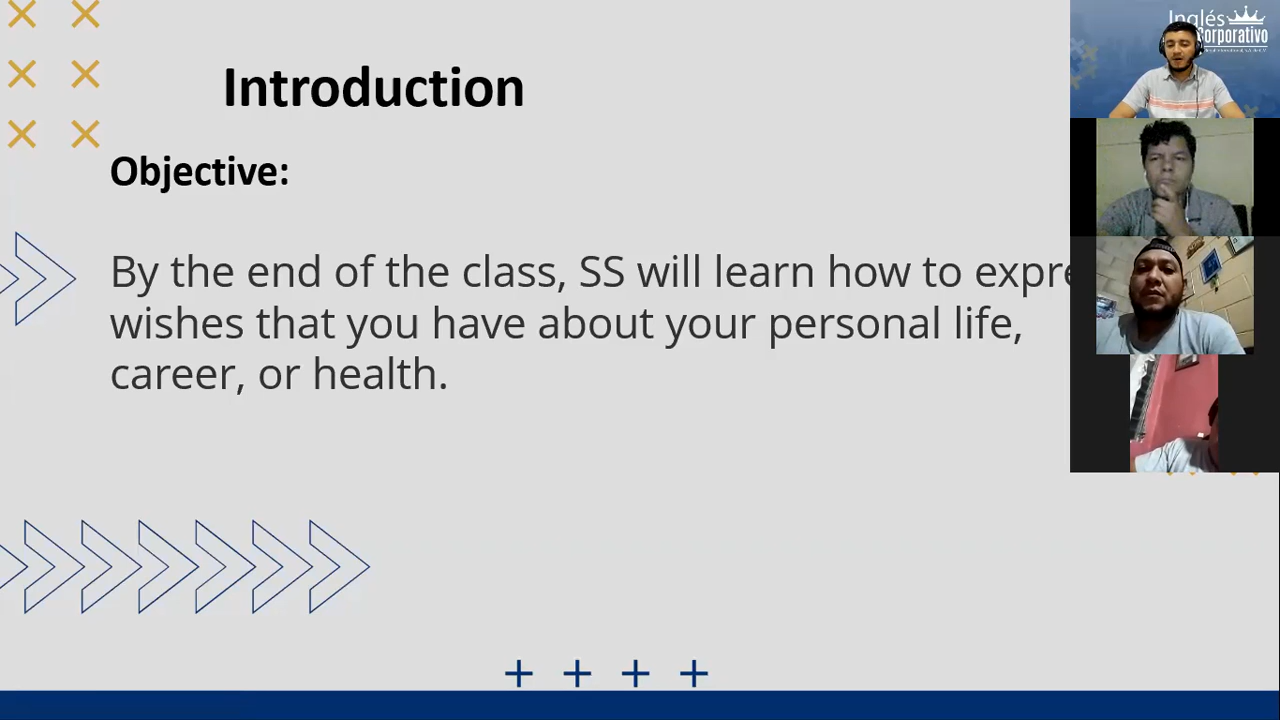 Introduction
Objective:
By the end of the class, SS will learn how to
wishes that you have about your personal life,
career, or health.
Inglés
Corporativo